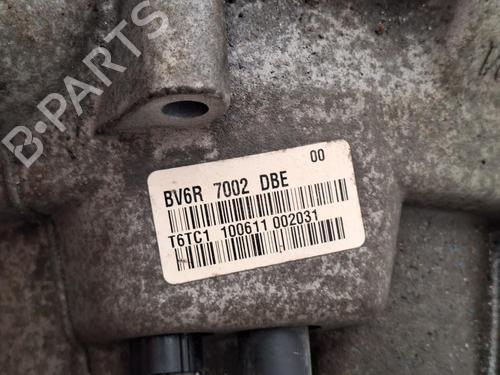 B-PARTS
00
BV6R 7002 DBE
T6TC1 100611 002031